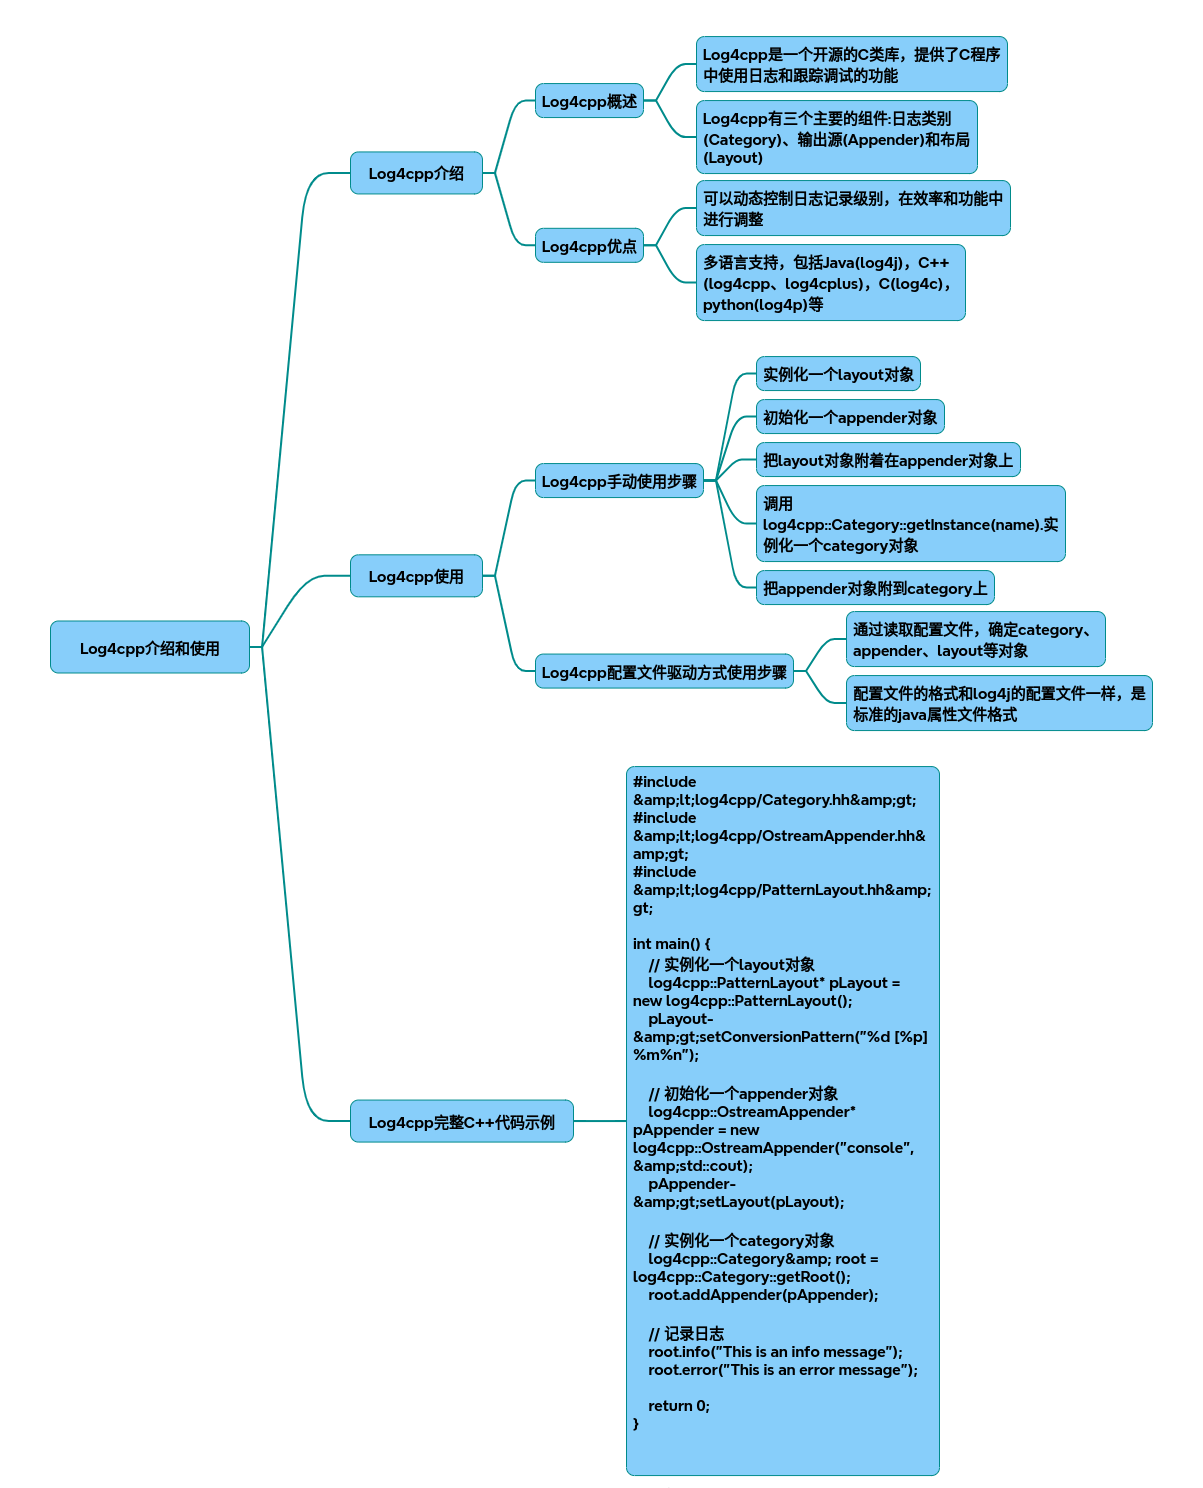 Log4cpp介绍和使用
Log4cpp介绍
Log4cpp概述
Log4cpp是一个开源的C类库，提供了C程序
中使用日志和跟踪调试的功能
Log4cpp有三个主要的组件:日志类别
(Category)、输出源(Appender)和布局
(Layout)
Log4cpp优点
可以动态控制日志记录级别，在效率和功能中
进行调整
多语言支持，包括Java(log4j)，C++
(log4cpp、log4cplus)，C(log4c)，
python(log4p)等
Log4cpp使用
Log4cpp手动使用步骤
实例化一个layout对象
初始化一个appender对象
把layout对象附着在appender对象上
调用
log4cpp::Category::getInstance(name).实
例化一个category对象
把appender对象附到category上
Log4cpp配置文件驱动方式使用步骤
通过读取配置文件，确定category、
appender、layout等对象
配置文件的格式和log4j的配置文件一样，是
标准的java属性文件格式
Log4cpp完整C++代码示例
#include
&amp;lt;log4cpp/Category.hh&amp;gt;
#include
&amp;lt;log4cpp/OstreamAppender.hh&
amp;gt;
#include
&amp;lt;log4cpp/PatternLayout.hh&amp;
gt;
int main() {
// 实例化一个layout对象
log4cpp::PatternLayout* pLayout =
new log4cpp::PatternLayout();
pLayout-
&amp;gt;setConversionPattern("%d [%p]
%m%n");
// 初始化一个appender对象
log4cpp::OstreamAppender*
pAppender = new
log4cpp::OstreamAppender("console",
&amp;std::cout);
pAppender-
&amp;gt;setLayout(pLayout);
// 实例化一个category对象
log4cpp::Category&amp; root =
log4cpp::Category::getRoot();
root.addAppender(pAppender);
// 记录日志
root.info("This is an info message");
root.error("This is an error message");
return 0;
}